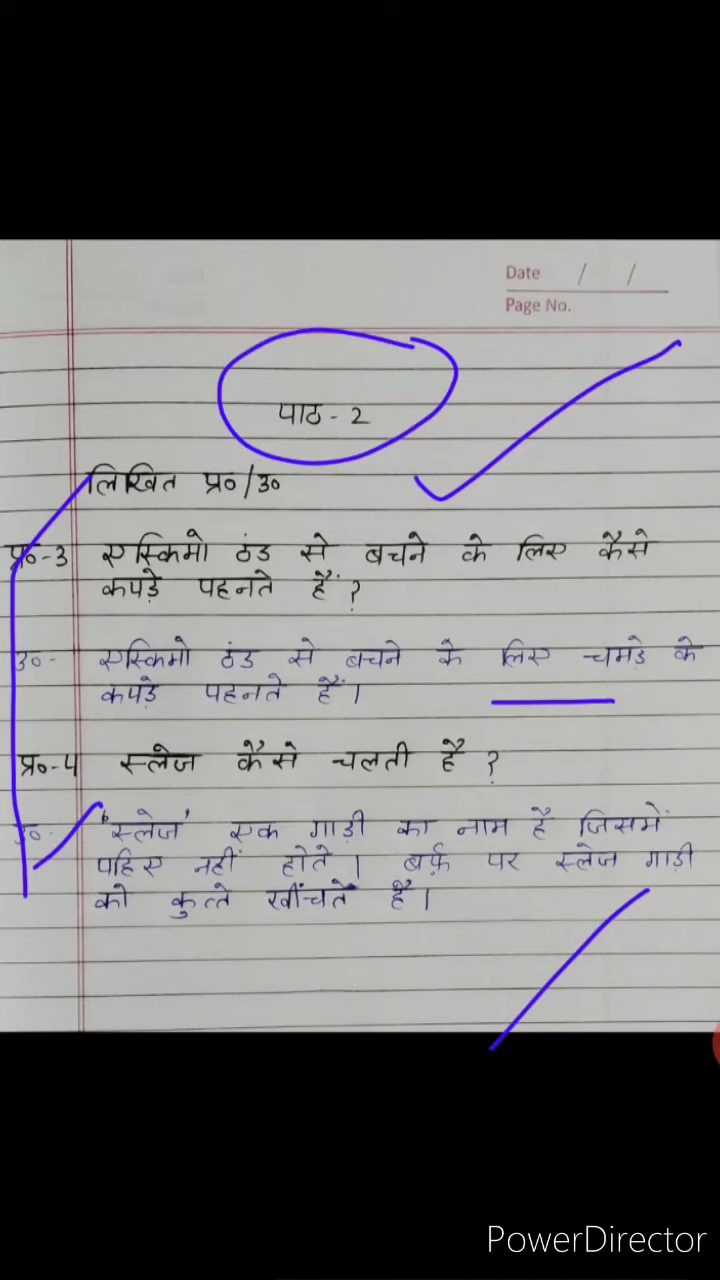 Date / /
Page No.
पाठ - 2
लिखित प्र०/उ०
प्र०-3 एस्किमो ठंड से बचने के लिए कैसे
कपड़े पहनते हैं ?
उ०- एस्किमो ठंड से बचने के लिए चमड़े के
कपड़े पहनते हैं।
प्र०-4 स्लेज कैसे चलती है ?
उ०- 'स्लेज' एक गाड़ी का नाम है जिसमें
पहिए नहीं होते। बर्फ़ पर स्लेज गाड़ी
को कुत्ते खींचते हैं।
PowerDirector